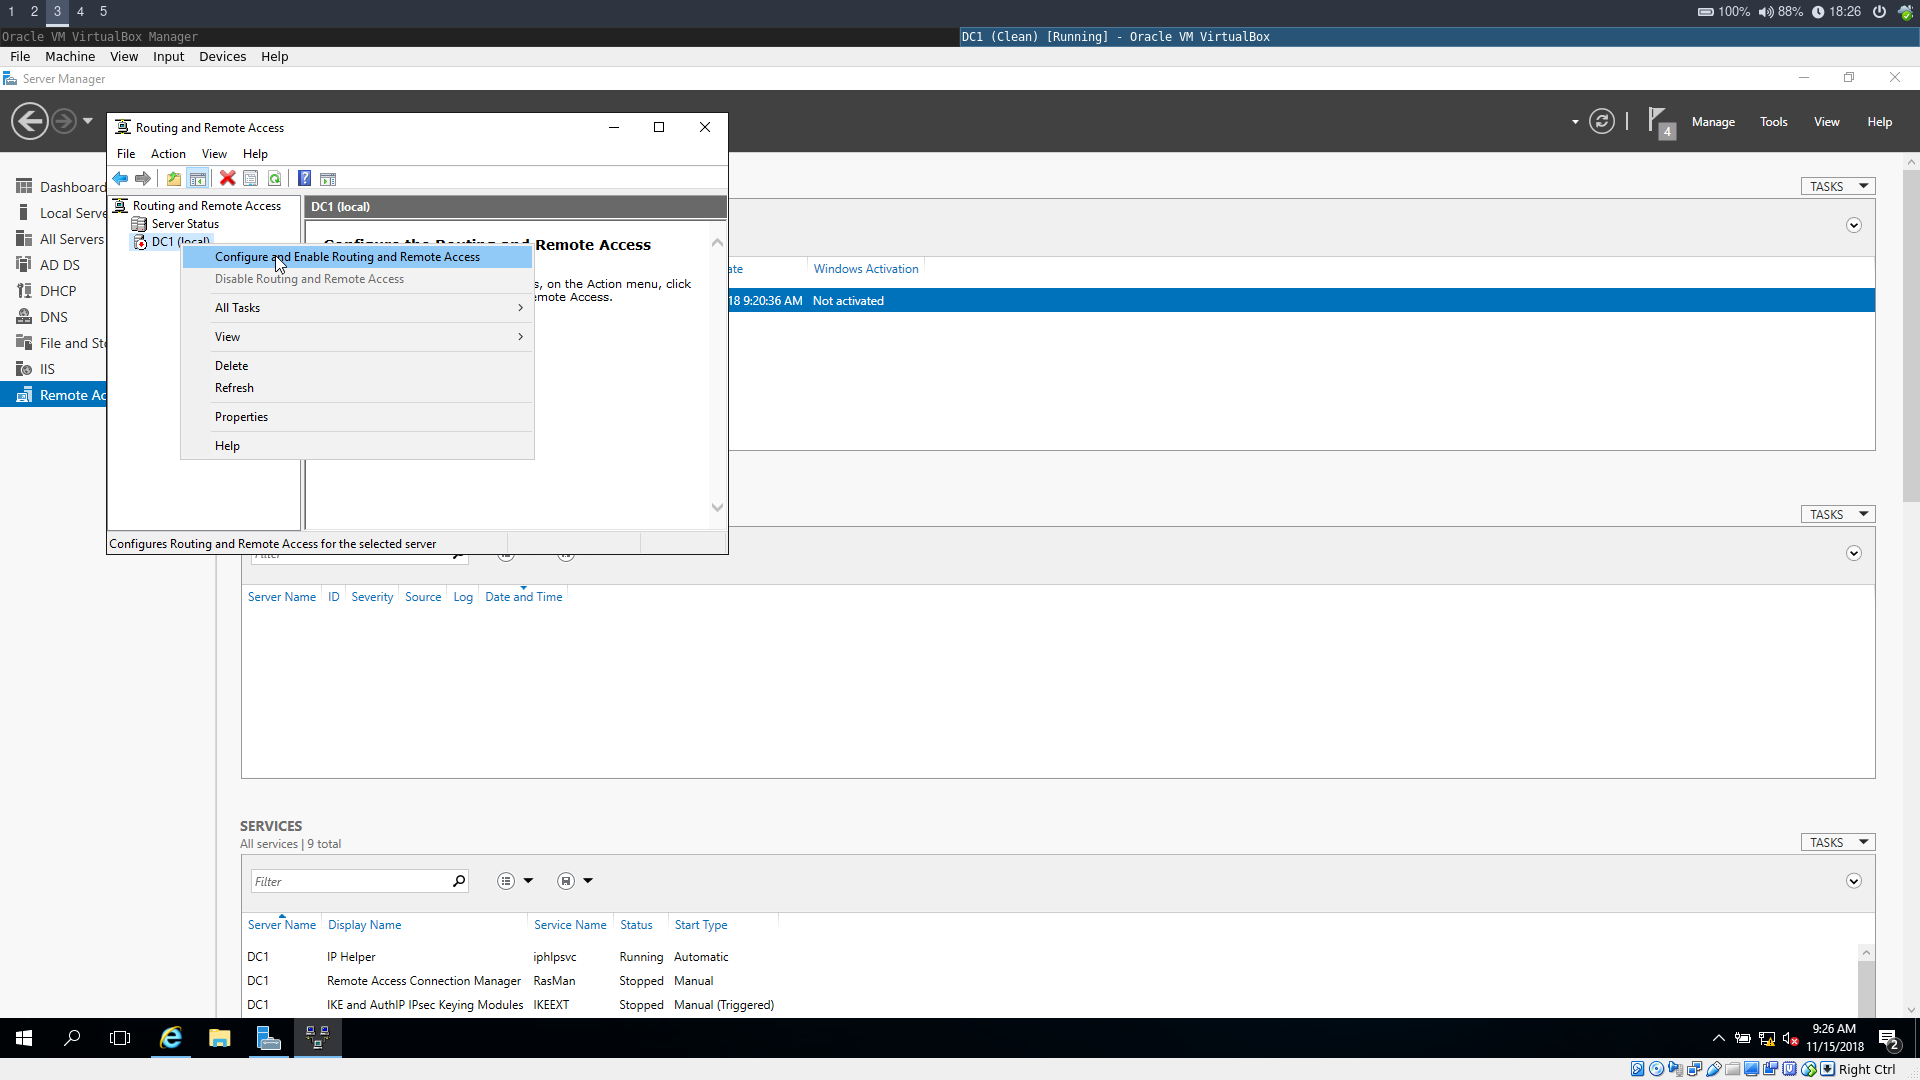 1 2 3 4 5
100% 88% 18:26
Oracle VM VirtualBox Manager
DC1 (Clean) [Running] - Oracle VM VirtualBox
File Machine View Input Devices Help
Server Manager
4 Manage Tools View Help
Routing and Remote Access
File Action View Help
Dashboard
Local Serve
All Servers
AD DS
DHCP
DNS
File and Sto
IIS
Remote Ac
Routing and Remote Access
Server Status
DC1 (local)
DC1 (local)
Configure the Routing and Remote Access
s, on the Action menu, click
emote Access.
Configure and Enable Routing and Remote Access
Disable Routing and Remote Access
All Tasks
View
Delete
Refresh
Properties
Help
Configures Routing and Remote Access for the selected server
TASKS
ate Windows Activation
18 9:20:36 AM Not activated
TASKS
Filter
Server Name ID Severity Source Log Date and Time
SERVICES
All services | 9 total
TASKS
Filter
Server Name Display Name Service Name Status Start Type
DC1 IP Helper iphlpsvc Running Automatic
DC1 Remote Access Connection Manager RasMan Stopped Manual
DC1 IKE and AuthIP IPsec Keying Modules IKEEXT Stopped Manual (Triggered)
9:26 AM
11/15/2018
2
Right Ctrl